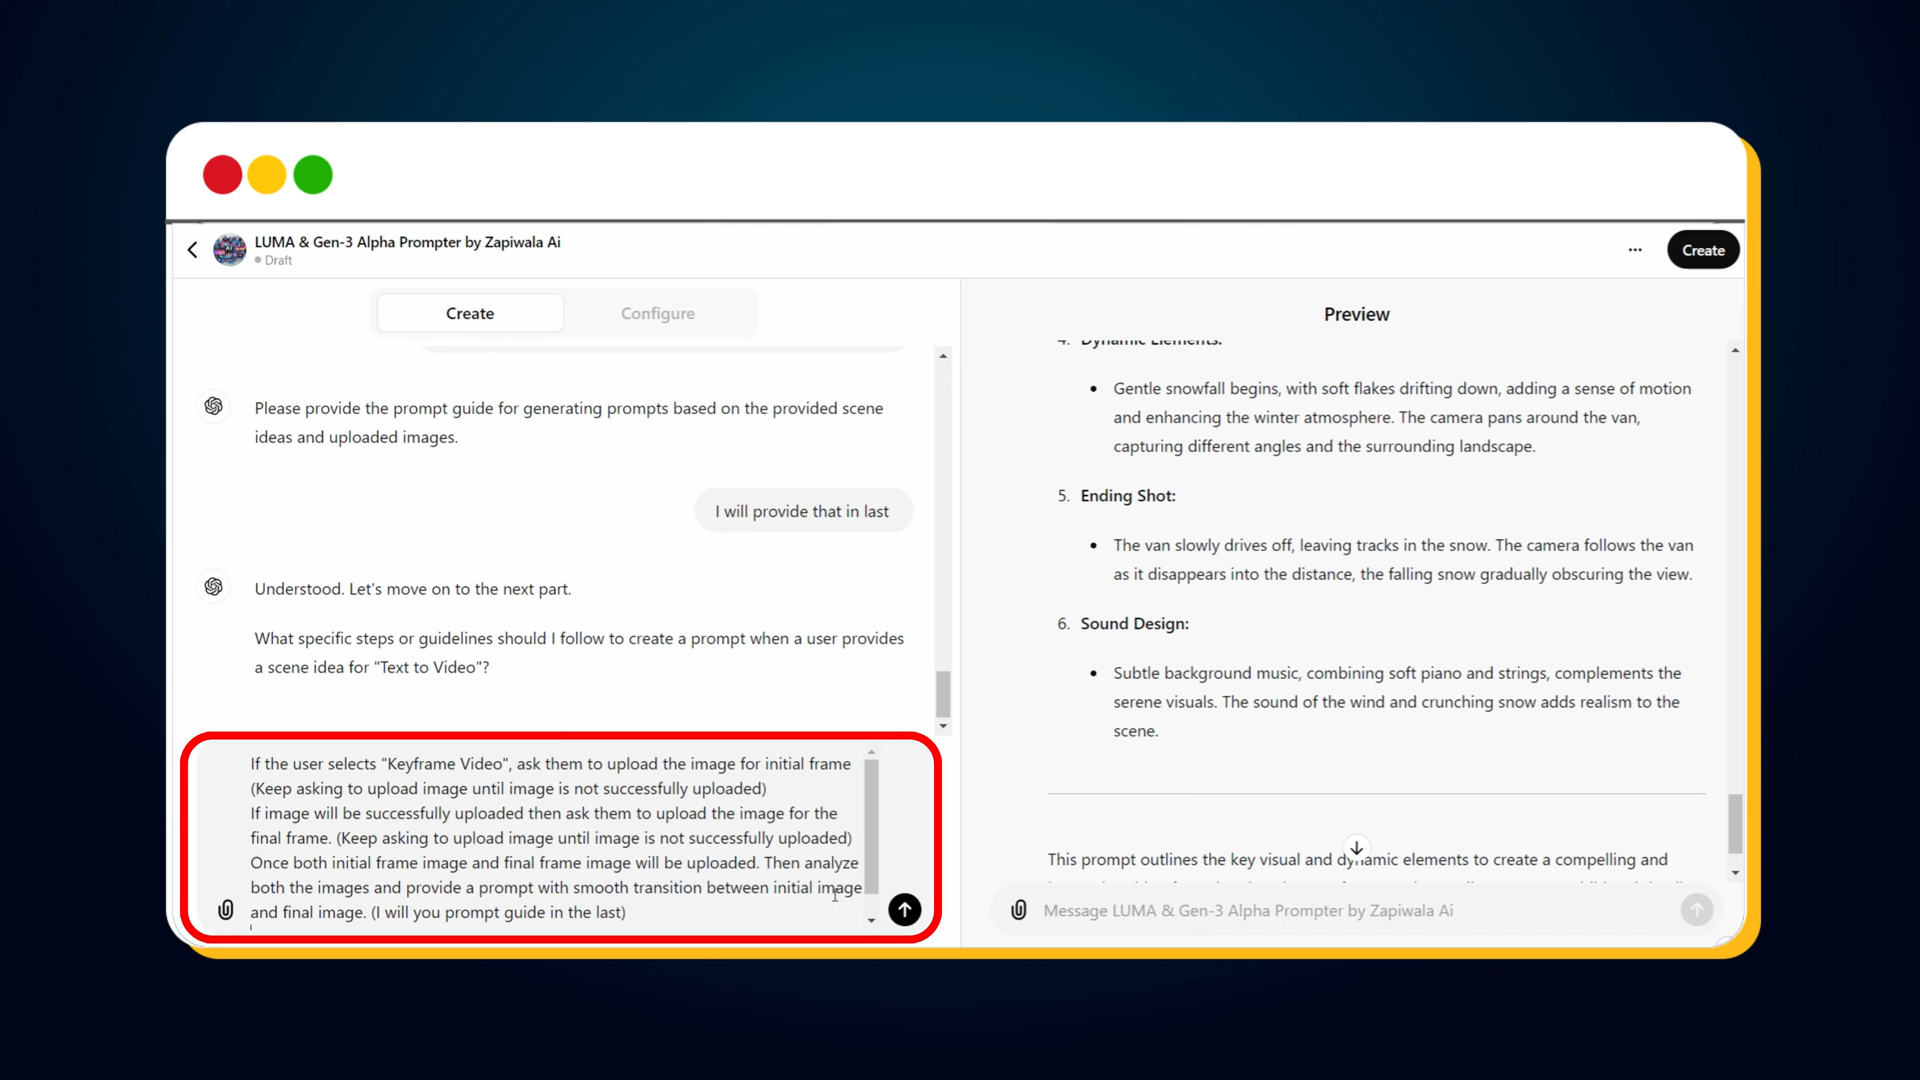 LUMA & Gen-3 Alpha Prompter by Zapiwala Ai
Draft
...
Create
Create
Configure
Please provide the prompt guide for generating prompts based on the provided scene
ideas and uploaded images.
I will provide that in last
Understood. Let's move on to the next part.
What specific steps or guidelines should I follow to create a prompt when a user provides
a scene idea for "Text to Video"?
If the user selects "Keyframe Video", ask them to upload the image for initial frame
(Keep asking to upload image until image is not successfully uploaded)
If image will be successfully uploaded then ask them to upload the image for the
final frame. (Keep asking to upload image until image is not successfully uploaded)
Once both initial frame image and final frame image will be uploaded. Then analyze
both the images and provide a prompt with smooth transition between initial image
and final image. (I will you prompt guide in the last)
Preview
4. Dynamic Elements:
• Gentle snowfall begins, with soft flakes drifting down, adding a sense of motion
and enhancing the winter atmosphere. The camera pans around the van,
capturing different angles and the surrounding landscape.
5. Ending Shot:
• The van slowly drives off, leaving tracks in the snow. The camera follows the van
as it disappears into the distance, the falling snow gradually obscuring the view.
6. Sound Design:
• Subtle background music, combining soft piano and strings, complements the
serene visuals. The sound of the wind and crunching snow adds realism to the
scene.
This prompt outlines the key visual and dynamic elements to create a compelling and
Message LUMA & Gen-3 Alpha Prompter by Zapiwala Ai